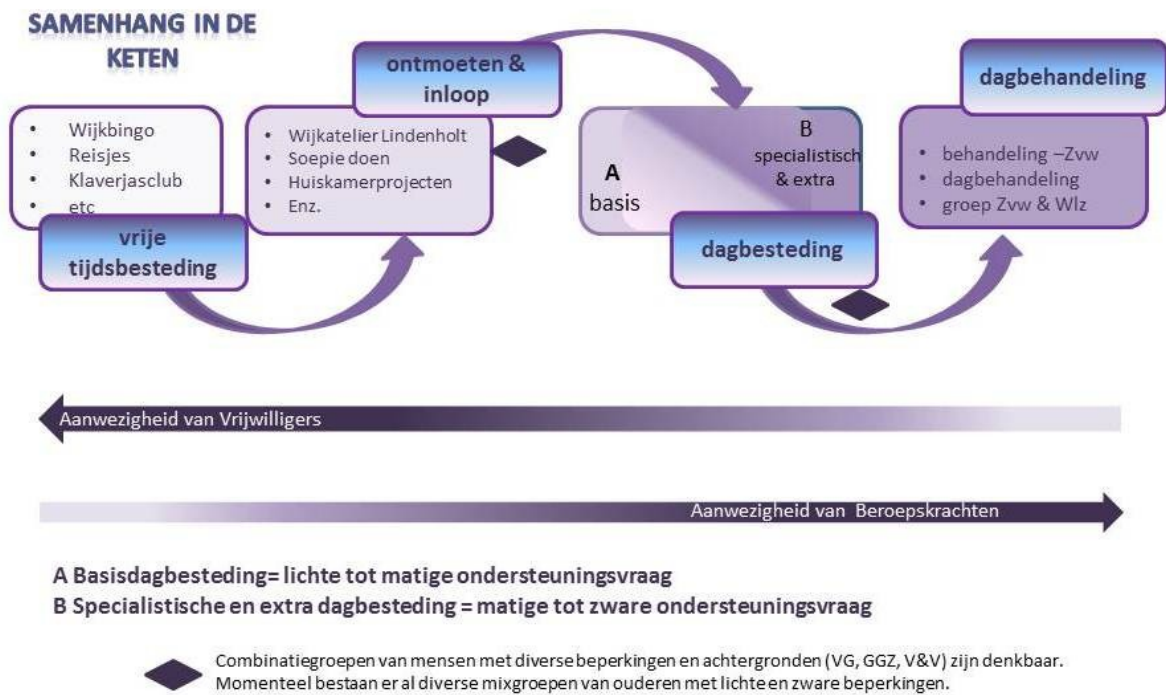 SAMENHANG IN DE
KETEN
• Wijkbingo
• Reisjes
• Klaverjasclub
• etc
vrije
tijdsbesteding
ontmoeten &
inloop
• Wijkatelier Lindenholt
• Soepie doen
• Huiskamerprojecten
• Enz.
A
basis
B
specialistisch
& extra
dagbesteding
dagbehandeling
• behandeling –Zvw
• dagbehandeling
• groep Zvw & Wlz
Aanwezigheid van Vrijwilligers
Aanwezigheid van Beroepskrachten
A Basisdagbesteding= lichte tot matige ondersteuningsvraag
B Specialistische en extra dagbesteding = matige tot zware ondersteuningsvraag
Combinatiegroepen van mensen met diverse beperkingen en achtergronden (VG, GGZ, V&V) zijn denkbaar.
Momenteel bestaan er al diverse mixgroepen van ouderen met lichte en zware beperkingen.